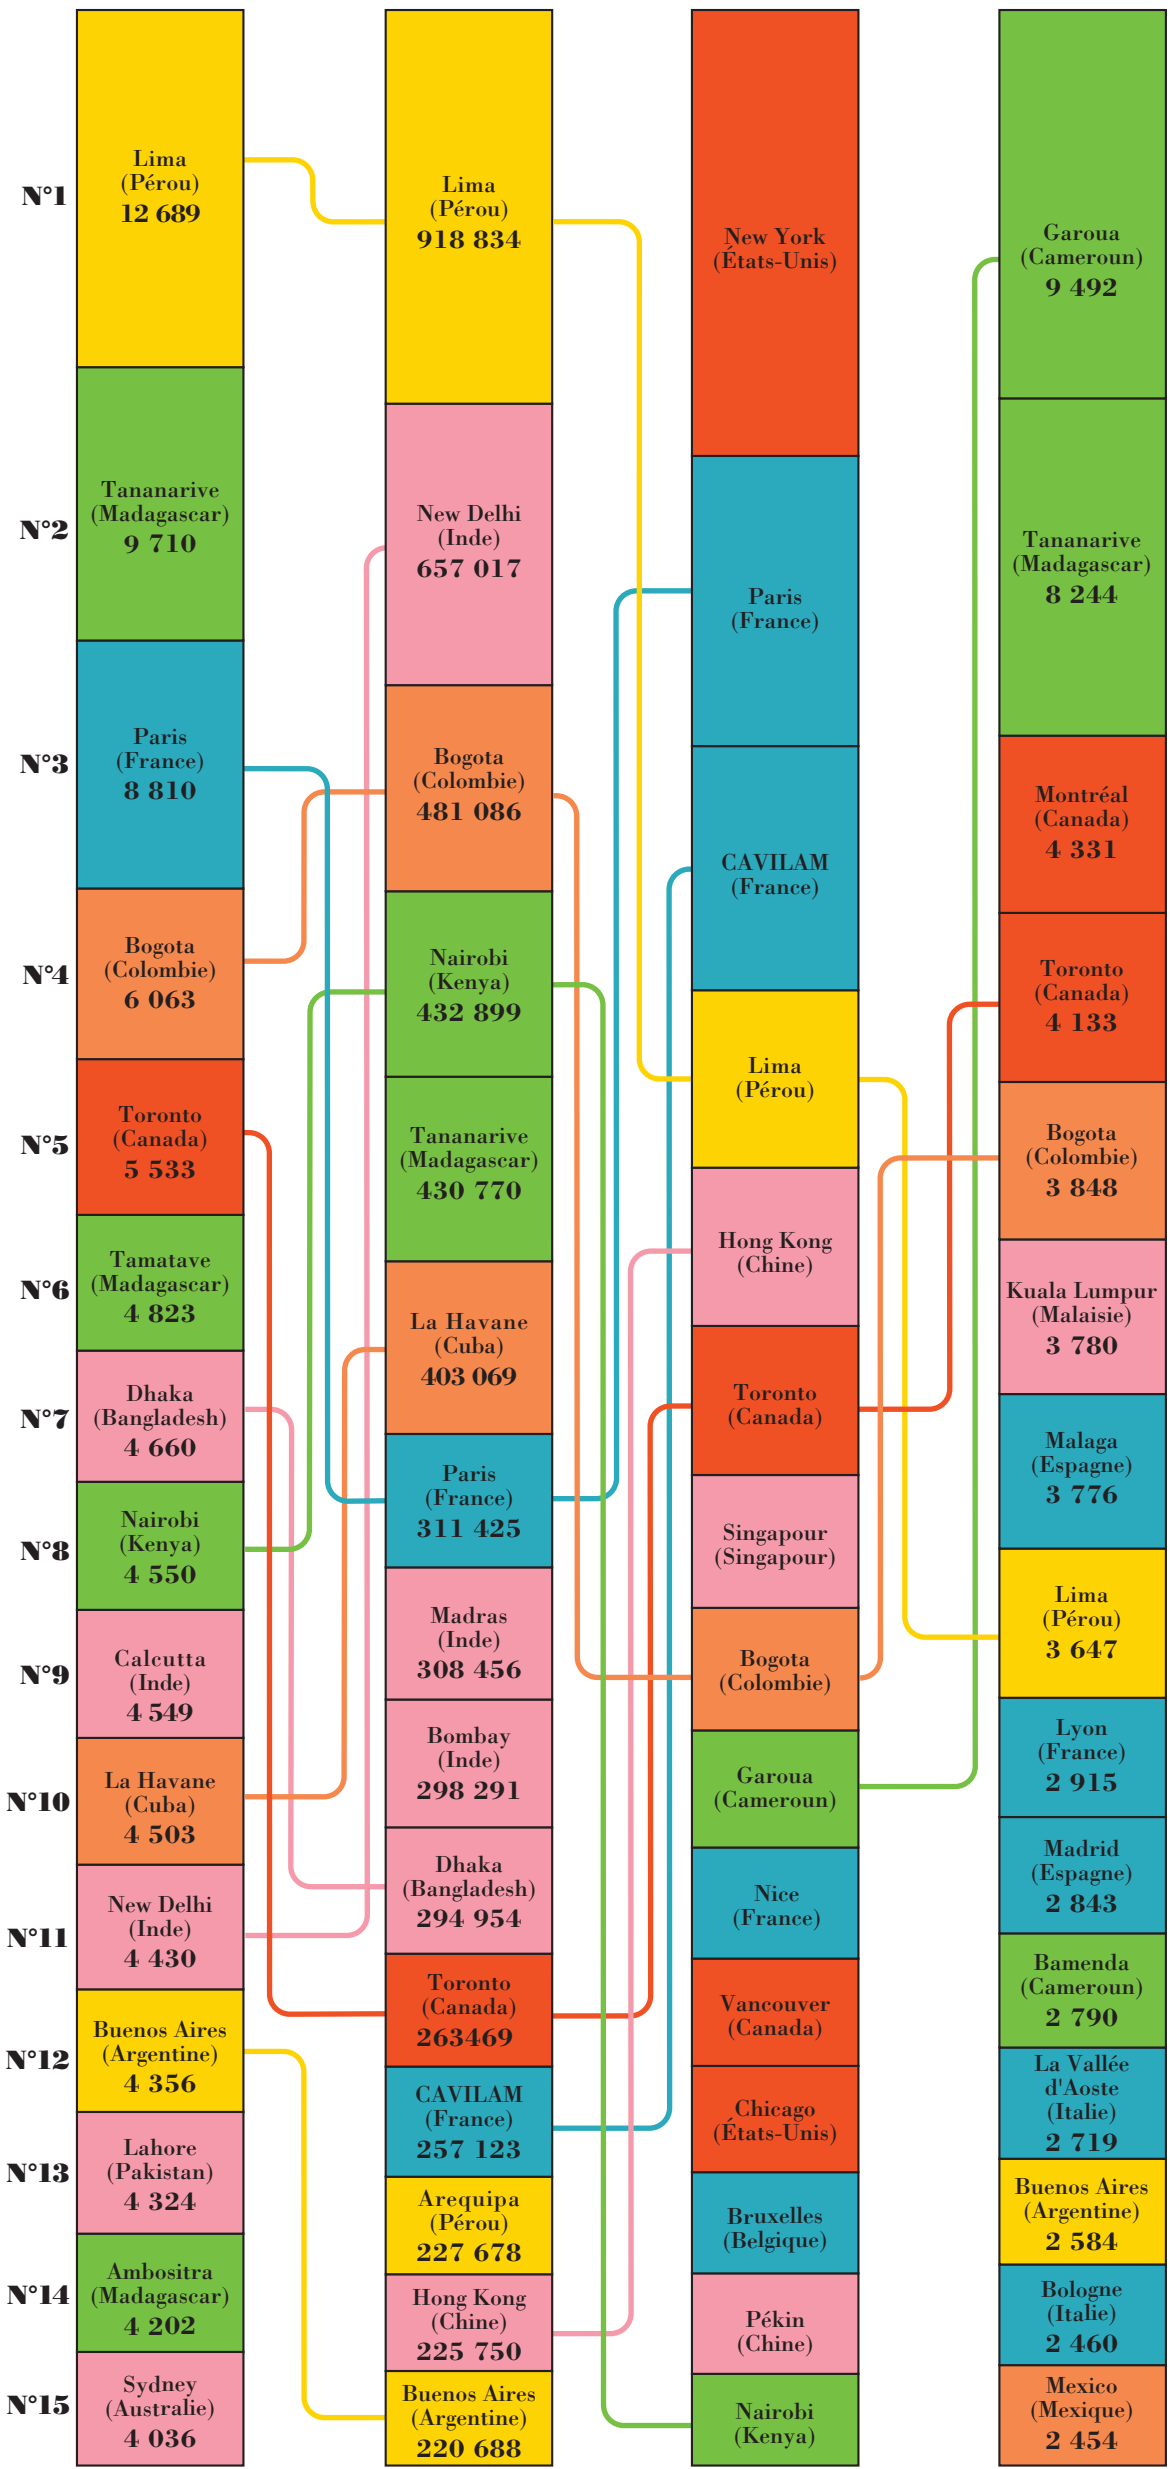 N°1
N°2
N°3
N°4
N°5
N°6
N°7
N°8
N°9
N°10
N°11
N°12
N°13
N°14
N°15
Lima
(Pérou)
12 689
Tananarive
(Madagascar)
9 710
Paris
(France)
8 810
Bogota
(Colombie)
6 063
Toronto
(Canada)
5 533
Tamatave
(Madagascar)
4 823
Dhaka
(Bangladesh)
4 660
Nairobi
(Kenya)
4 550
Calcutta
(Inde)
4 549
La Havane
(Cuba)
4 503
New Delhi
(Inde)
4 430
Buenos Aires
(Argentine)
4 356
Lahore
(Pakistan)
4 324
Ambositra
(Madagascar)
4 202
Sydney
(Australie)
4 036
Lima
(Pérou)
918 834
New Delhi
(Inde)
657 017
Bogota
(Colombie)
481 086
Nairobi
(Kenya)
432 899
Tananarive
(Madagascar)
430 770
La Havane
(Cuba)
403 069
Paris
(France)
311 425
Madras
(Inde)
308 456
Bombay
(Inde)
298 291
Dhaka
(Bangladesh)
294 954
Toronto
(Canada)
263469
CAVILAM
(France)
257 123
Arequipa
(Pérou)
227 678
Hong Kong
(Chine)
225 750
Buenos Aires
(Argentine)
220 688
New York
(États-Unis)
Paris
(France)
CAVILAM
(France)
Lima
(Pérou)
Hong Kong
(Chine)
Toronto
(Canada)
Singapour
(Singapour)
Bogota
(Colombie)
Garoua
(Cameroun)
Nice
(France)
Vancouver
(Canada)
Chicago
(États-Unis)
Bruxelles
(Belgique)
Pékin
(Chine)
Nairobi
(Kenya)
Garoua
(Cameroun)
9 492
Tananarive
(Madagascar)
8 244
Montréal
(Canada)
4 331
Toronto
(Canada)
4 133
Bogota
(Colombie)
3 848
Kuala Lumpur
(Malaisie)
3 780
Malaga
(Espagne)
3 776
Lima
(Pérou)
3 647
Lyon
(France)
2 915
Madrid
(Espagne)
2 843
Bamenda
(Cameroun)
2 790
La Vallée
d'Aoste
(Italie)
2 719
Buenos Aires
(Argentine)
2 584
Bologne
(Italie)
2 460
Mexico
(Mexique)
2 454